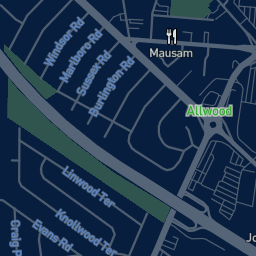 Windsor Rd
Marlboro Rd
Sussex Rd
Burlington Rd
Mausam
Allwood
Linwood Ter
Knollwood Ter
Evans Rd